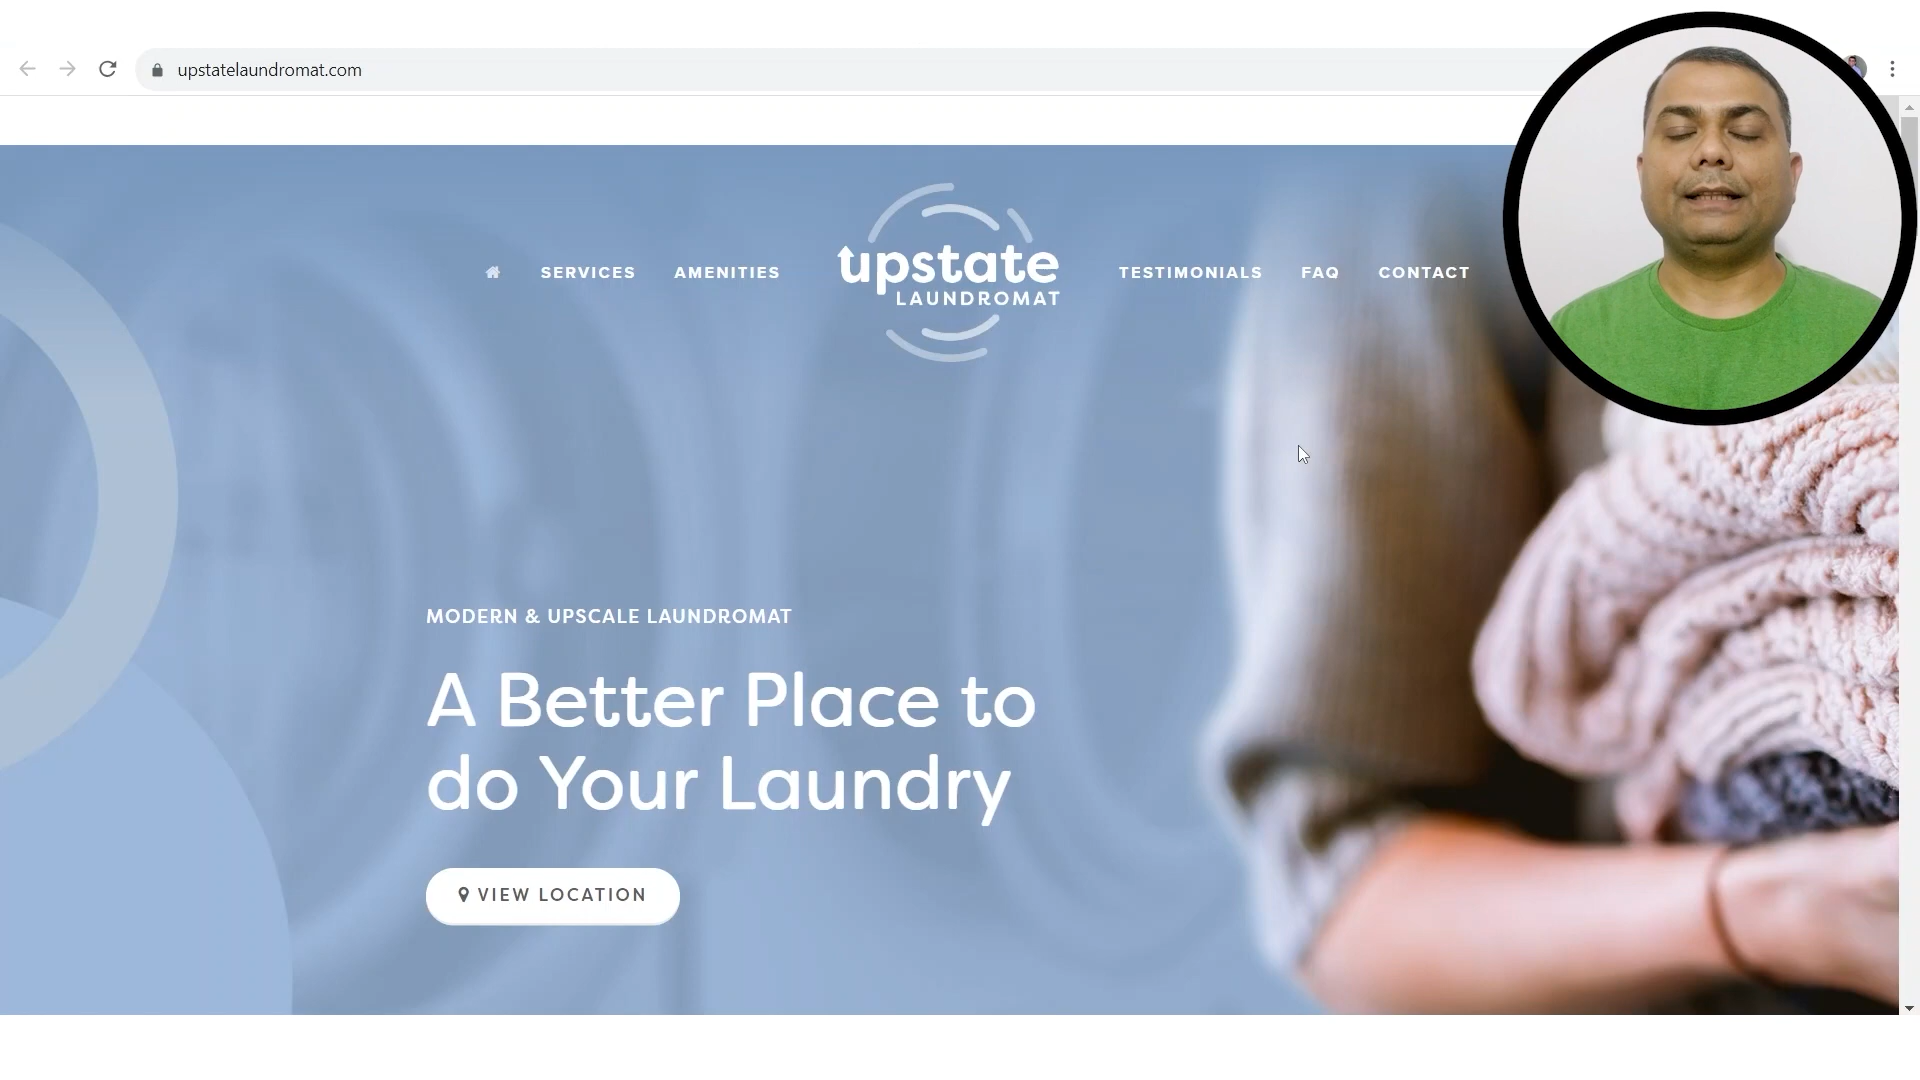 upstatelaundromat.com
SERVICES
AMENITIES
upstate
LAUNDROMAT
TESTIMONIALS
FAQ
CONTACT
MODERN & UPSCALE LAUNDROMAT
A Better Place to
do Your Laundry
VIEW LOCATION